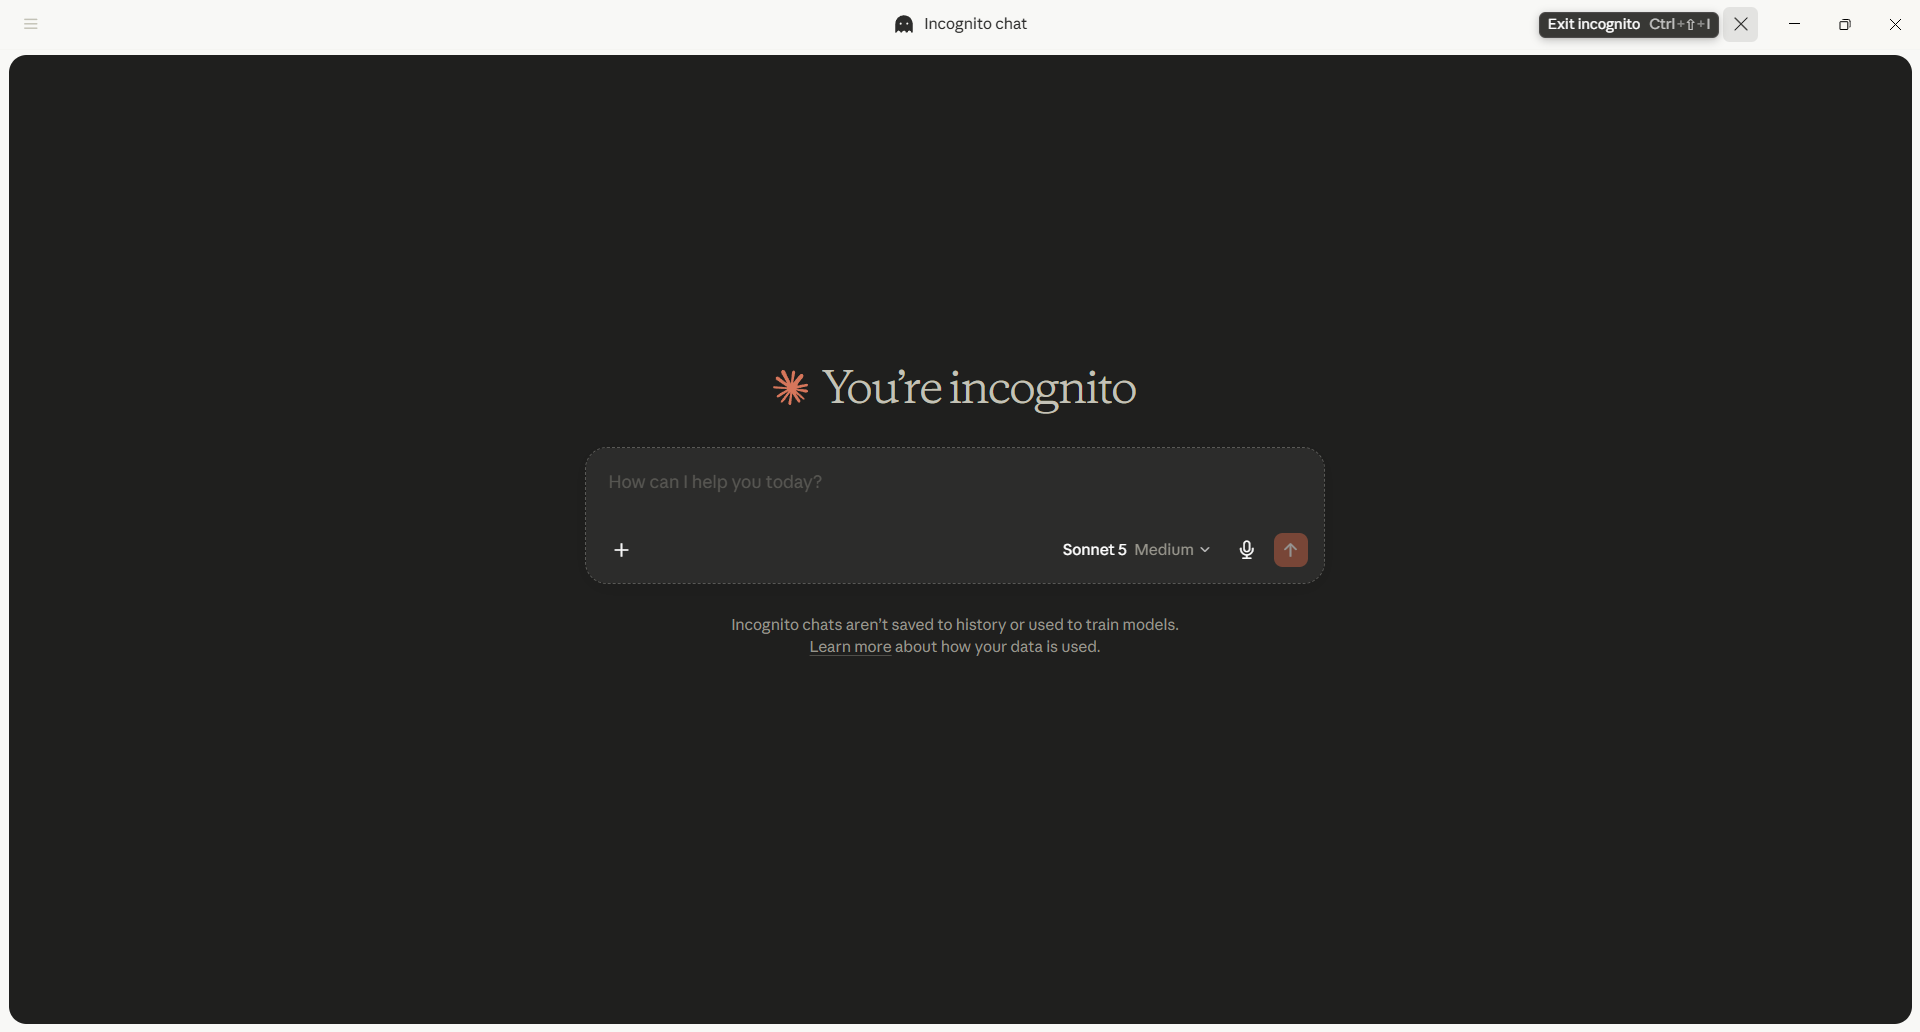 Incognito chat
Exit incognito Ctrl+⇧+I
You’re incognito
How can I help you today?
Sonnet 5 Medium
Incognito chats aren’t saved to history or used to train models.
Learn more about how your data is used.